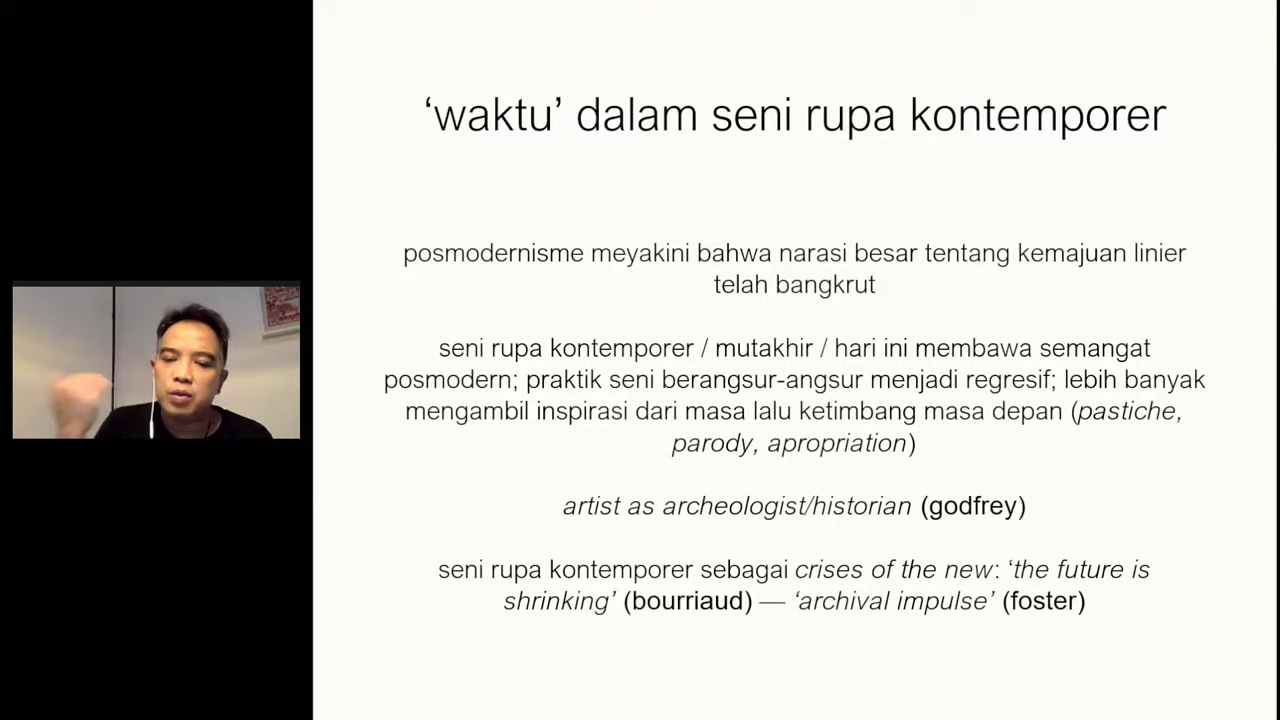 ‘waktu’ dalam seni rupa kontemporer
posmodernisme meyakini bahwa narasi besar tentang kemajuan linier
telah bangkrut
seni rupa kontemporer / mutakhir / hari ini membawa semangat
posmodern; praktik seni berangsur-angsur menjadi regresif; lebih banyak
mengambil inspirasi dari masa lalu ketimbang masa depan (pastiche,
parody, apropriation)
artist as archeologist/historian (godfrey)
seni rupa kontemporer sebagai crises of the new: ‘the future is
shrinking’ (bourriaud) — ‘archival impulse’ (foster)